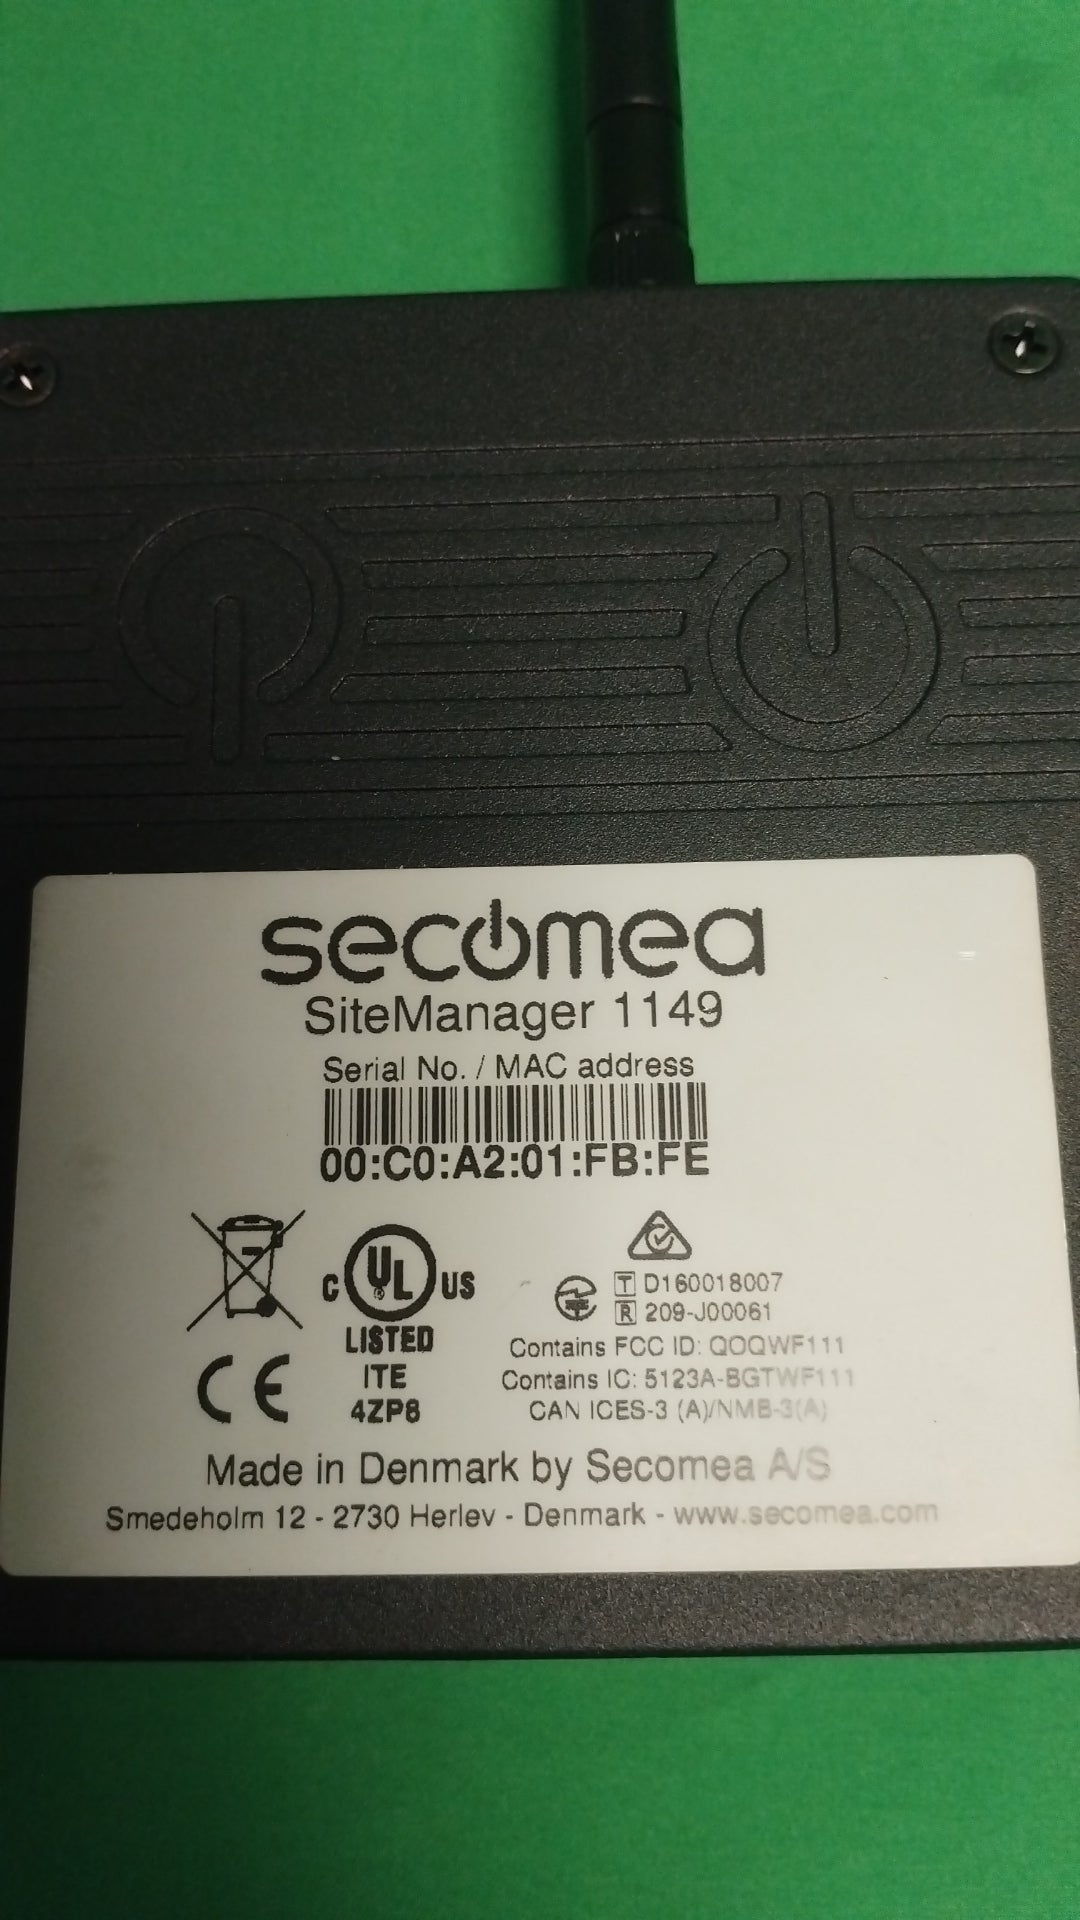 secomea
SiteManager 1149
Serial No. / MAC address
00:C0:A2:01:FB:FE
C UL US
LISTED
ITE
4ZP8
CE
T D160018007
R 209-J00061
Contains FCC ID: QOQWF111
Contains IC: 5123A-BGTWF111
CAN ICES-3 (A)/NMB-3(A)
Made in Denmark by Secomea A/S
Smedeholm 12 - 2730 Herlev - Denmark - www.secomea.com